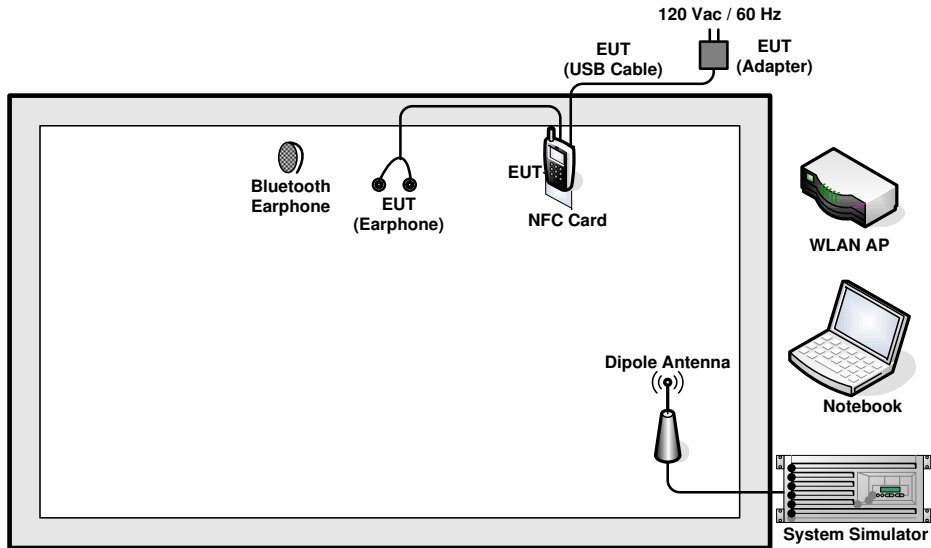 120 Vac / 60 Hz
EUT
(USB Cable)
EUT
(Adapter)
Bluetooth
Earphone
EUT
(Earphone)
EUT
NFC Card
WLAN AP
Notebook
Dipole Antenna
System Simulator